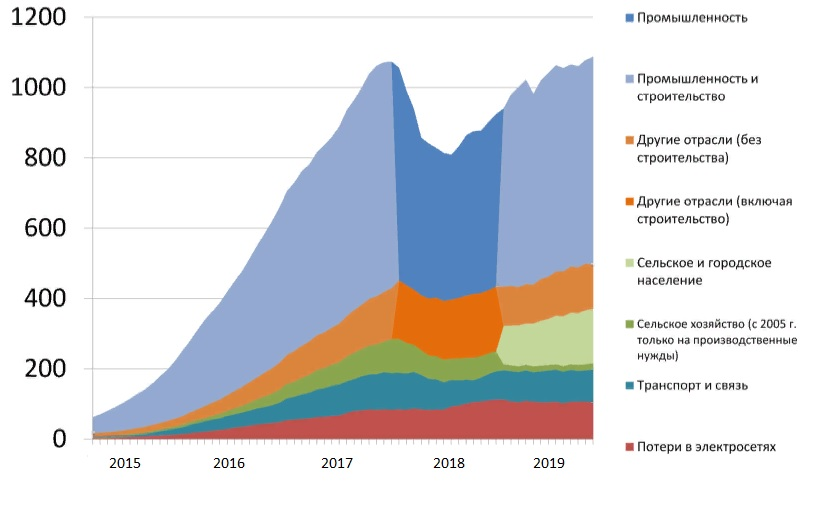 1200
1000
800
600
400
200
0
2015 2016 2017 2018 2019
Промышленность
Промышленность и
строительство
Другие отрасли (без
строительства)
Другие отрасли (включая
строительство)
Сельское и городское
население
Сельское хозяйство (с 2005 г.
только на производственные
нужды)
Транспорт и связь
Потери в электросетях